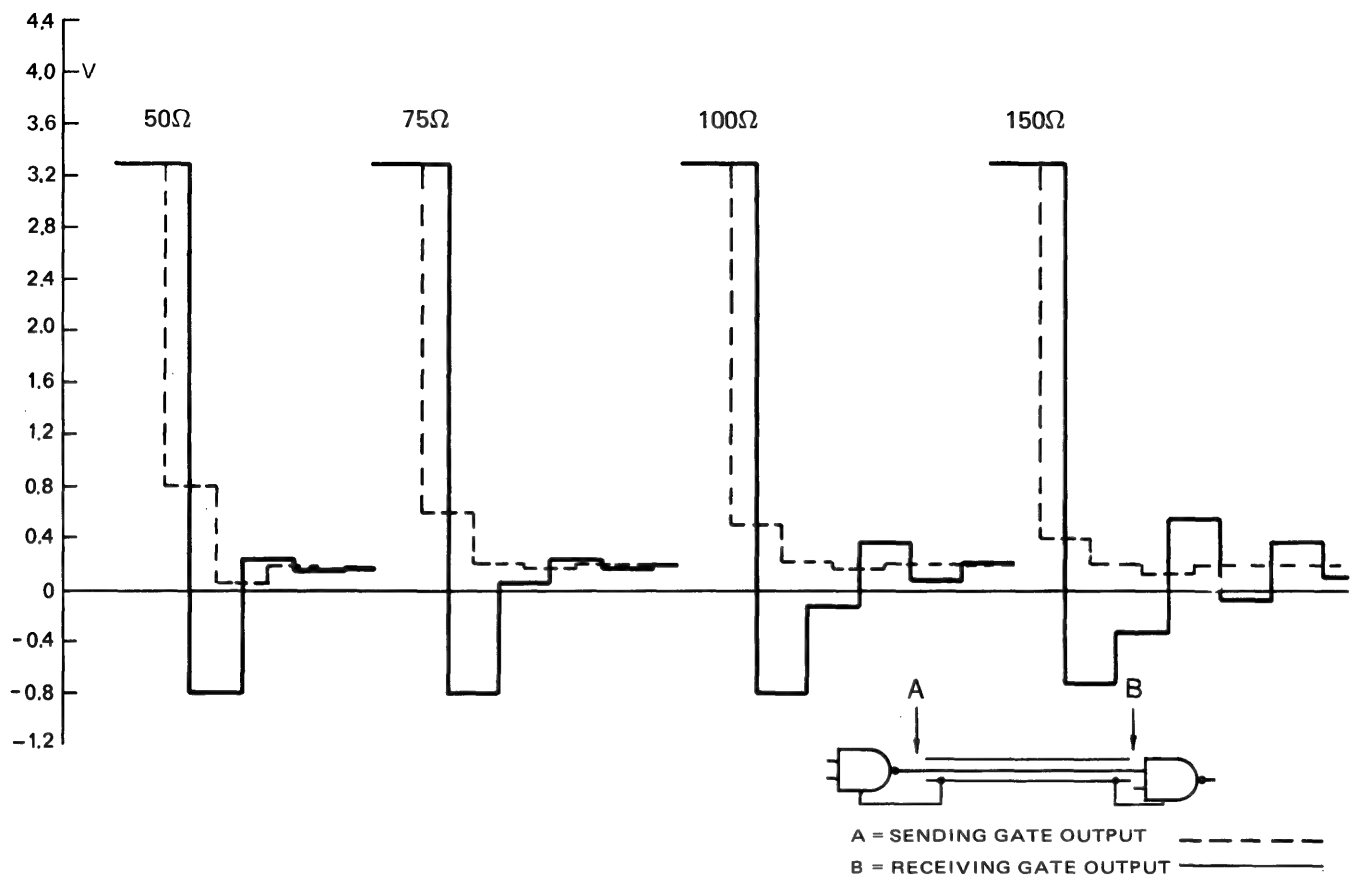 4.4
4.0 V
3.6
50Ω 75Ω 100Ω 150Ω
3.2
2.8
2.4
2.0
1.6
1.2
0.8
0.4
0
-0.4
-0.8
-1.2
A B
A = SENDING GATE OUTPUT
B = RECEIVING GATE OUTPUT